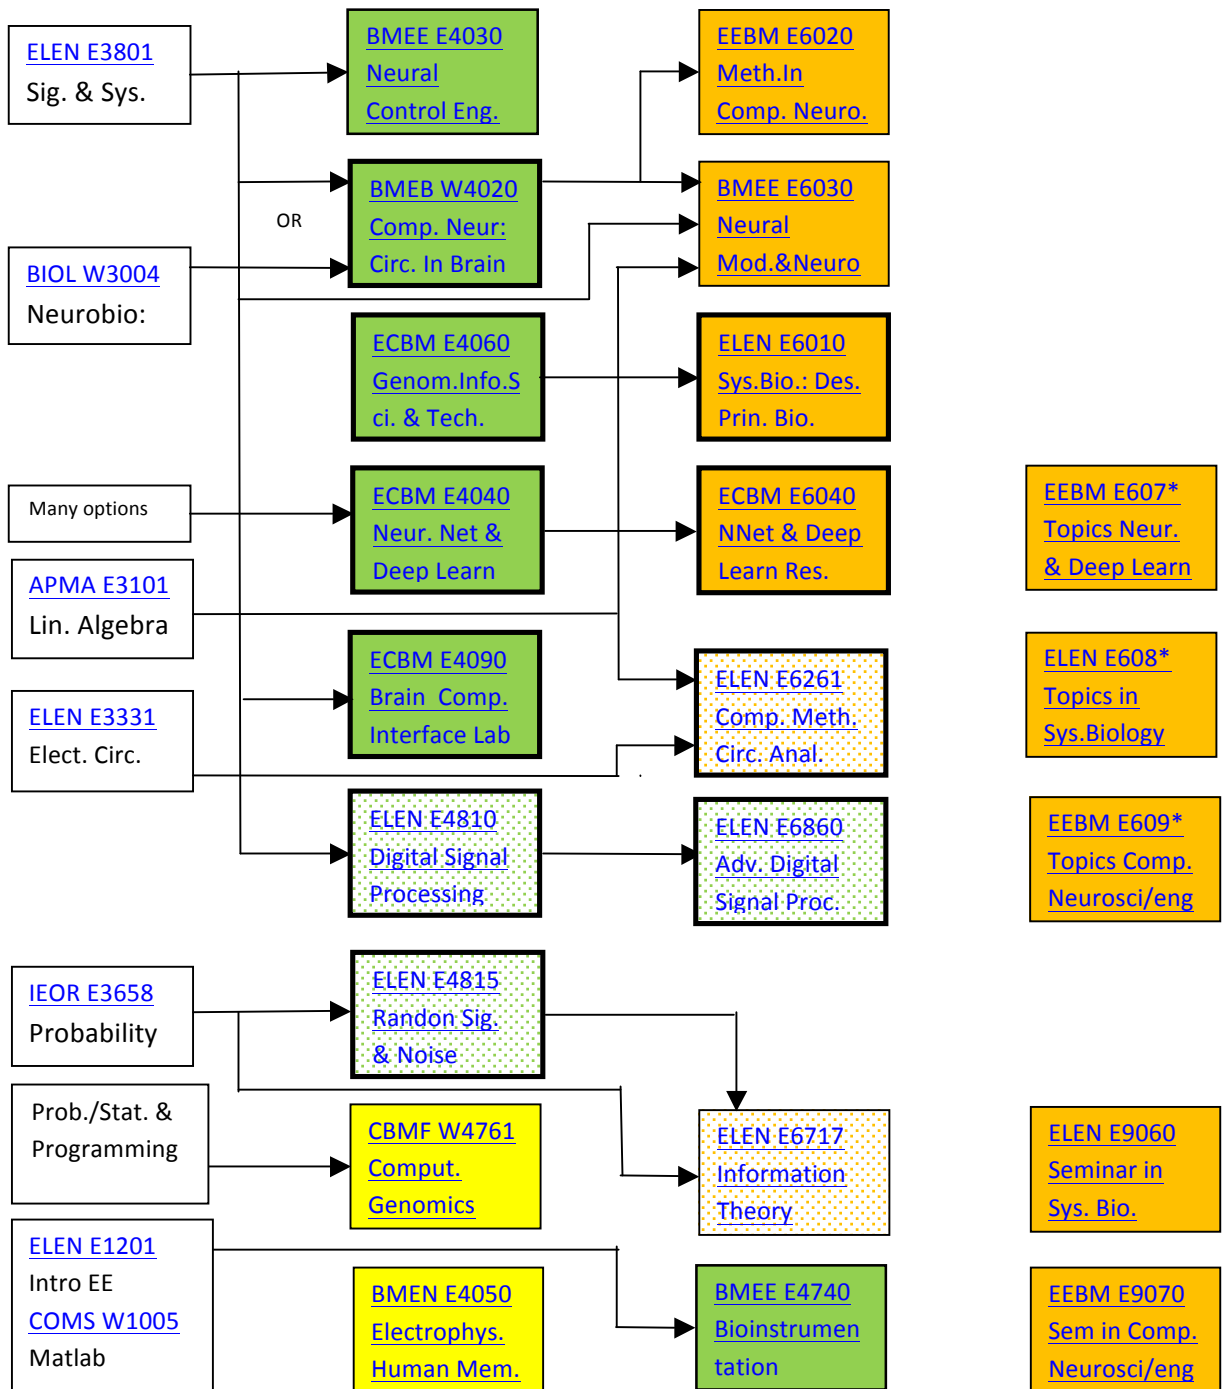 ELEN E3801
Sig. & Sys.
BMEE E4030
Neural
Control Eng.
EEBM E6020
Meth.In
Comp. Neuro.
BIOL W3004
Neurobio:
OR
BMEB W4020
Comp. Neur:
Circ. In Brain
BMEE E6030
Neural
Mod.&Neuro
ECBM E4060
Genom.Info.S
ci. & Tech.
ELEN E6010
Sys.Bio.: Des.
Prin. Bio.
Many options
ECBM E4040
Neur. Net &
Deep Learn
ECBM E6040
NNet & Deep
Learn Res.
EEBM E607*
Topics Neur.
& Deep Learn
APMA E3101
Lin. Algebra
ECBM E4090
Brain Comp.
Interface Lab
ELEN E6261
Comp. Meth.
Circ. Anal.
ELEN E608*
Topics in
Sys.Biology
ELEN E3331
Elect. Circ.
ELEN E4810
Digital Signal
Processing
ELEN E6860
Adv. Digital
Signal Proc.
EEBM E609*
Topics Comp.
Neurosci/eng
IEOR E3658
Probability
ELEN E4815
Randon Sig.
& Noise
Prob./Stat. &
Programming
CBMF W4761
Comput.
Genomics
ELEN E6717
Information
Theory
ELEN E9060
Seminar in
Sys. Bio.
ELEN E1201
Intro EE
COMS W1005
Matlab
BMEN E4050
Electrophys.
Human Mem.
BMEE E4740
Bioinstrumen
tation
EEBM E9070
Sem in Comp.
Neurosci/eng